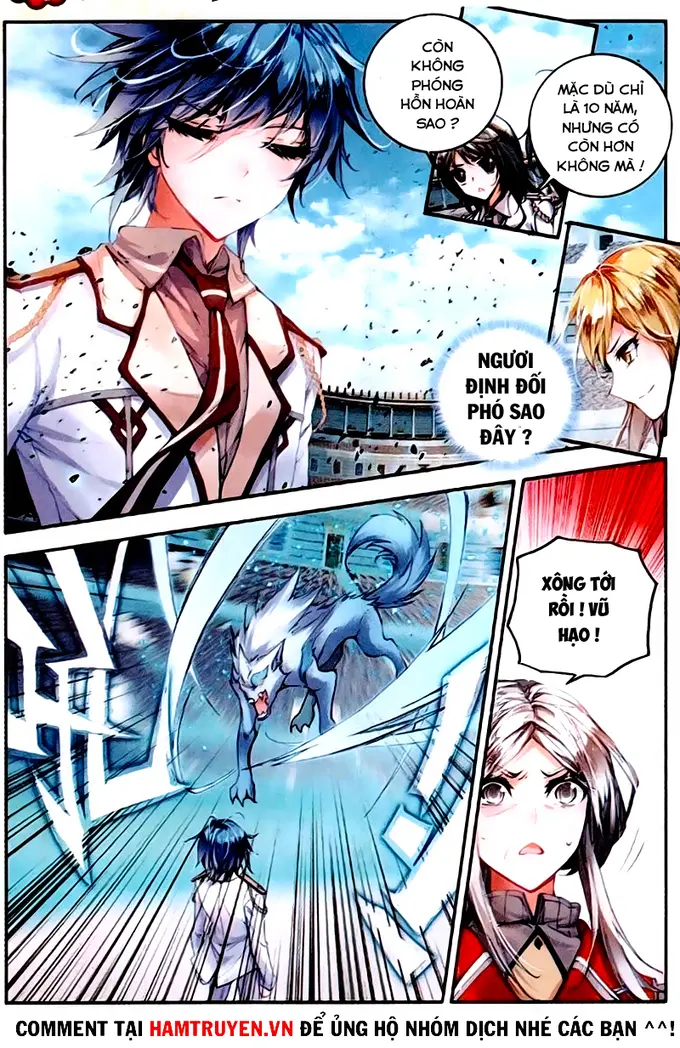 CÒN
KHÔNG
PHÓNG
HỒN HOÀN
SAO ?
MẶC DÙ CHỈ
LÀ 10 NĂM,
NHƯNG CÓ
CÒN HƠN
KHÔNG MÀ !
NGƯƠI
ĐỊNH ĐỐI
PHÓ SAO
ĐÂY ?
XÔNG TỚI
RỒI ! VŨ
HẠO !
COMMENT TẠI HAMTRUYEN.VN ĐỂ ỦNG HỘ NHÓM DỊCH NHÉ CÁC BẠN ^^!